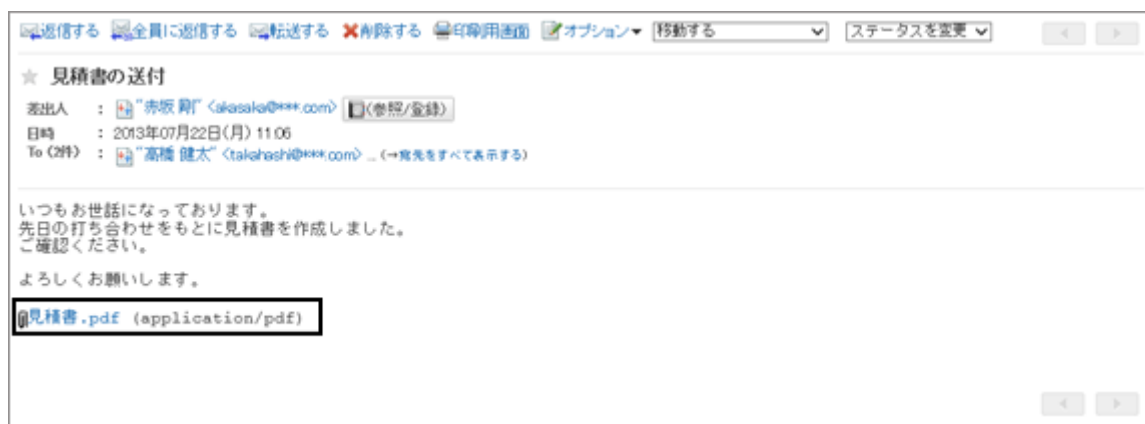 返信する 全員に返信する 転送する 削除する 印刷用画面 オプション▼ 移動する ステータスを変更
★ 見積書の送付
差出人 : "赤坂 剛" <akasaka@***.com> (参照/登録)
日時 : 2013年07月22日(月) 11:06
To (2件) : "高橋 健太" <takahashi@***.com> ... (→宛先をすべて表示する)
いつもお世話になっております。
先日の打ち合わせをもとに見積書を作成しました。
ご確認ください。
よろしくお願いします。
見積書.pdf (application/pdf)